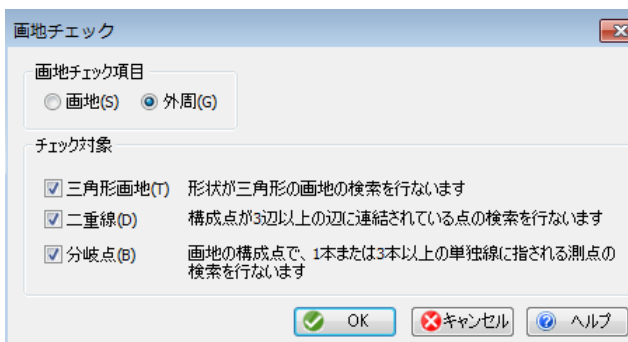 画地チェック
画地チェック項目
画地(S) 外周(G)
チェック対象
三角形画地(T) 形状が三角形の画地の検索を行ないます
二重線(D) 構成点が3辺以上の辺に連結されている点の検索を行ないます
分岐点(B) 画地の構成点で、1本または3本以上の単独線に指される測点の
検索を行ないます
OK キャンセル ヘルプ